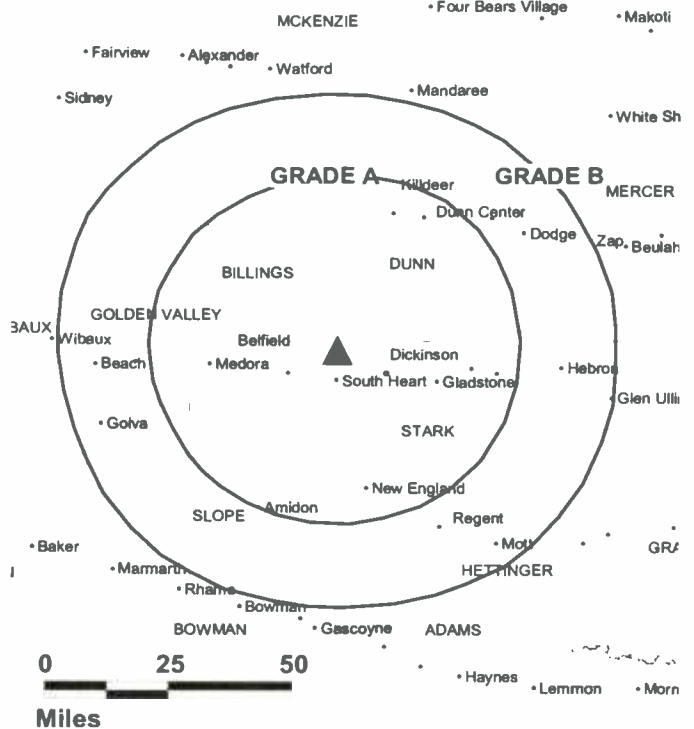 Four Bears Village
MCKENZIE
Makoti
Fairview
Alexander
Watford
Mandaree
Sidney
White Sh
GRADE A
GRADE B
Killdeer
MERCER
Dunn Center
Dodge
Zap
Beulah
DUNN
BILLINGS
GOLDEN VALLEY
BAUX
Wibaux
Belfield
Dickinson
Beach
Medora
Hebron
South Heart
Gladstone
Glen Ulli
Golva
STARK
New England
Amidon
SLOPE
Regent
Baker
Mott
GRA
Marmarth
HETTINGER
Rhame
Bowman
BOWMAN
Gascoyne
ADAMS
0 25 50
Haynes
Lemmon
Morr
Miles